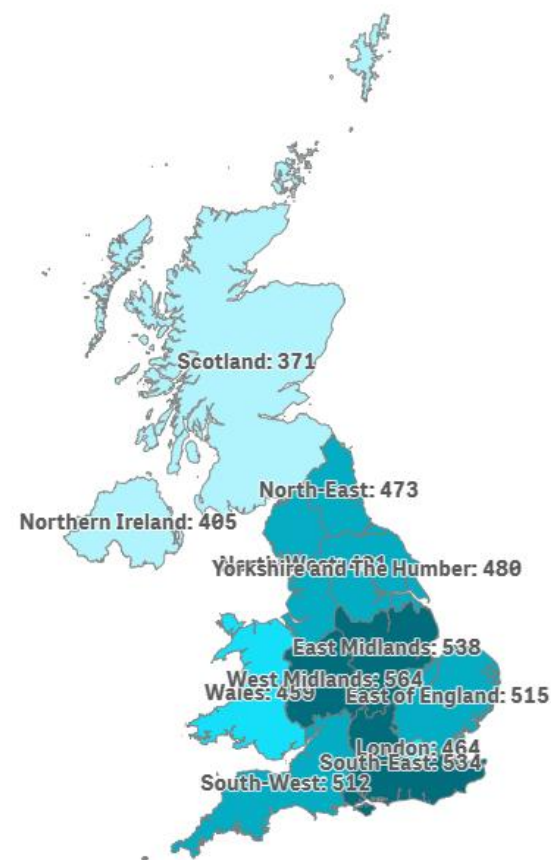 Scotland: 371
North-East: 473
Northern Ireland: 405
Yorkshire and The Humber: 480
East Midlands: 538
West Midlands: 564
Wales: 459
East of England: 515
London: 464
South-East: 534
South-West: 512